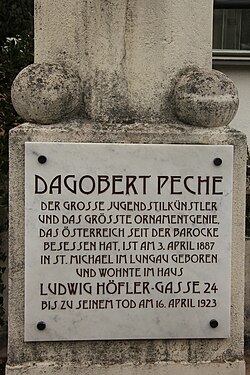 DAGOBERT PECHE
DER GROSSE JUGENDSTILKÜNSTLER
UND DAS GRÖSSTE ORNAMENTGENIE,
DAS ÖSTERREICH SEIT DER BAROCKE
BESESSEN HAT, IST AM 3. APRIL 1887
IN ST. MICHAEL IM LUNGAU GEBOREN
UND WOHNTE IM HAUS
LUDWIG HÖFLER-GASSE 24
BIS ZU SEINEM TOD AM 16. APRIL 1923